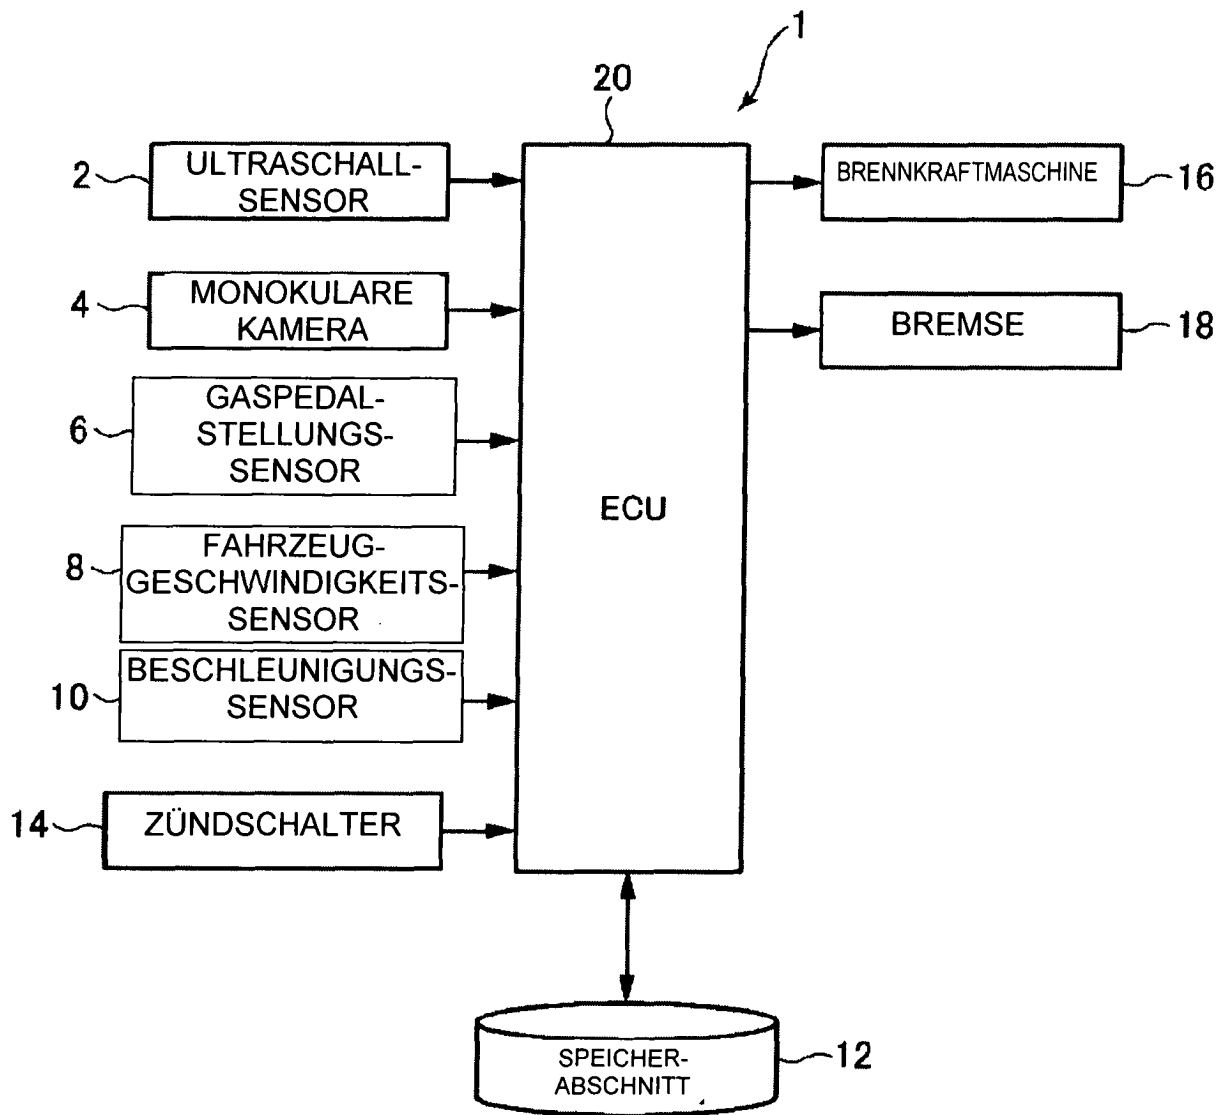 1
20
2
ULTRASCHALL-
SENSOR
BRENNKRAFTMASCHINE
16
4
MONOKULARE
KAMERA
BREMSE
18
6
GASPEDAL-
STELLUNGS-
SENSOR
ECU
8
FAHRZEUG-
GESCHWINDIGKEITS-
SENSOR
10
BESCHLEUNIGUNGS-
SENSOR
14
ZÜNDSCHALTER
SPEICHER-
ABSCHNITT
12